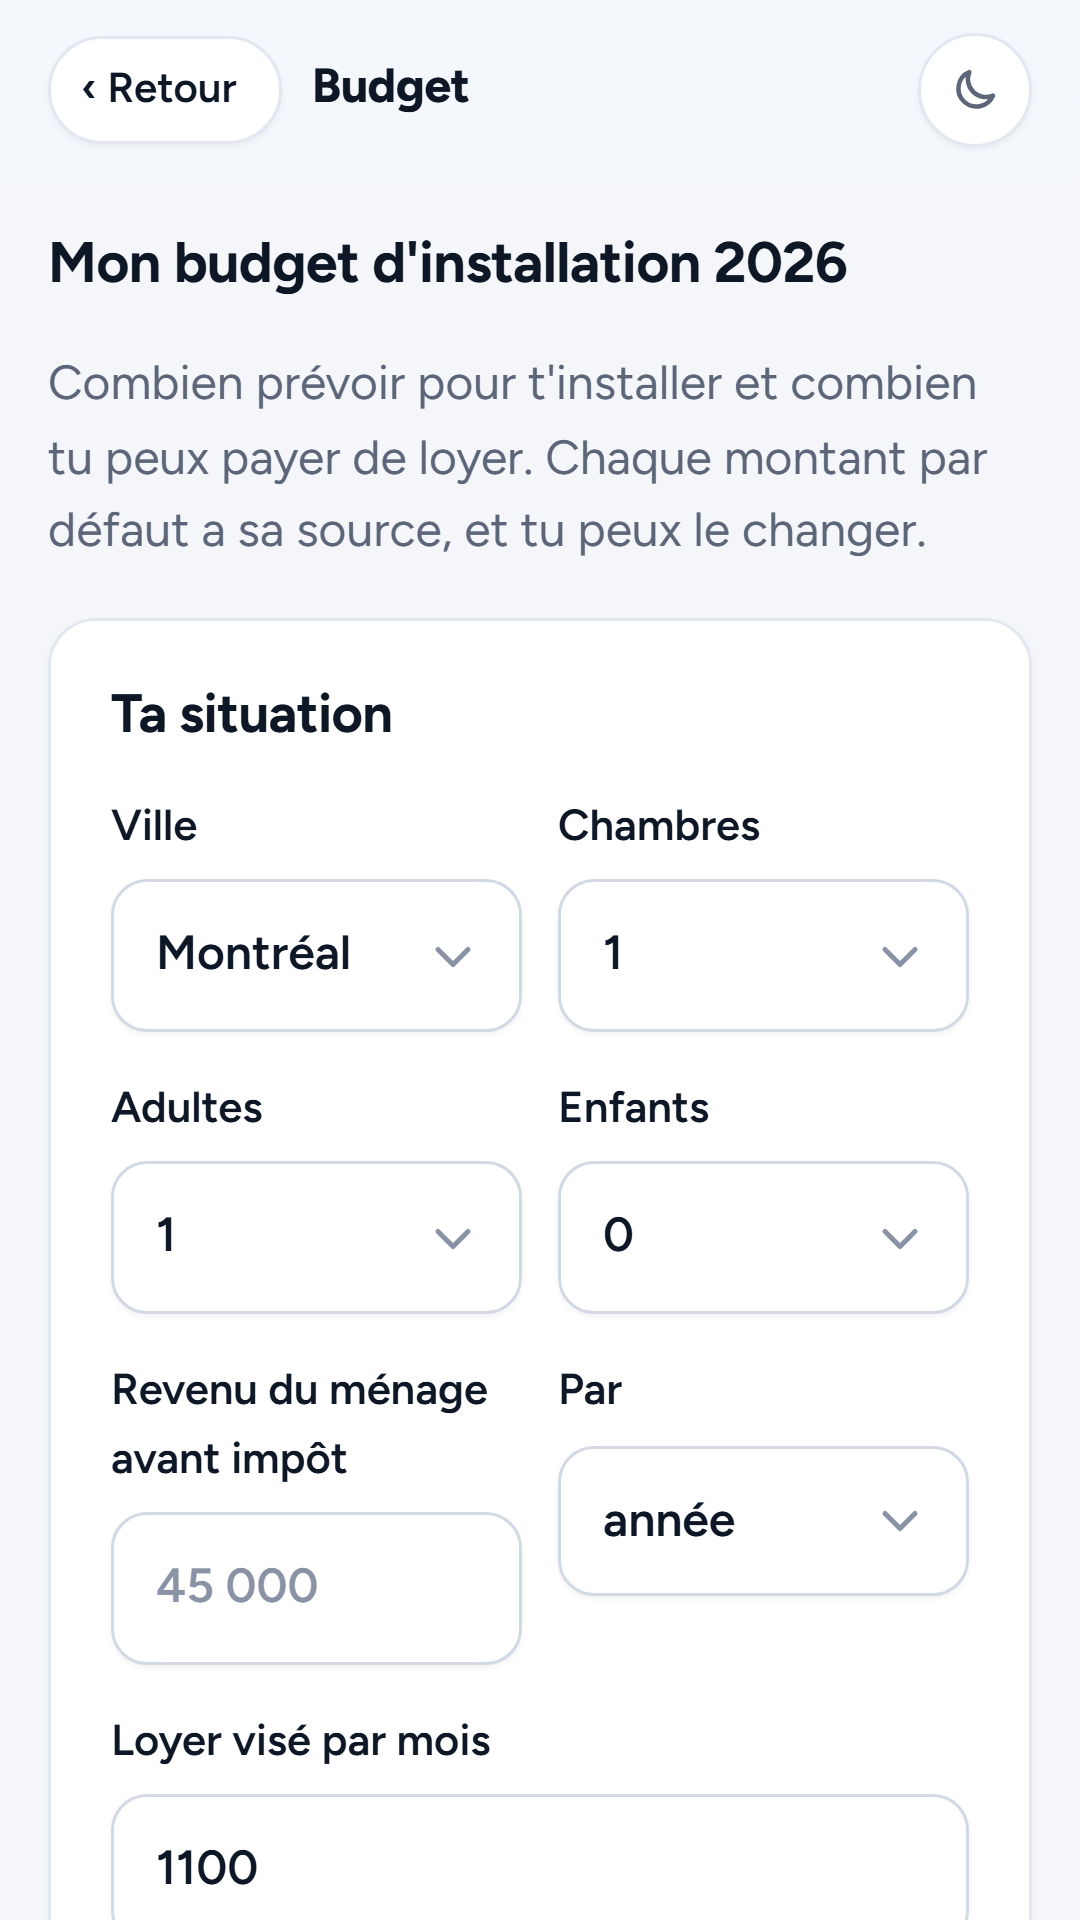 ‹ Retour
Budget
Mon budget d'installation 2026
Combien prévoir pour t'installer et combien
tu peux payer de loyer. Chaque montant par
défaut a sa source, et tu peux le changer.
Ta situation
Ville
Chambres
Montréal
1
Adultes
Enfants
1
0
Revenu du ménage
avant impôt
Par
45 000
année
Loyer visé par mois
1100